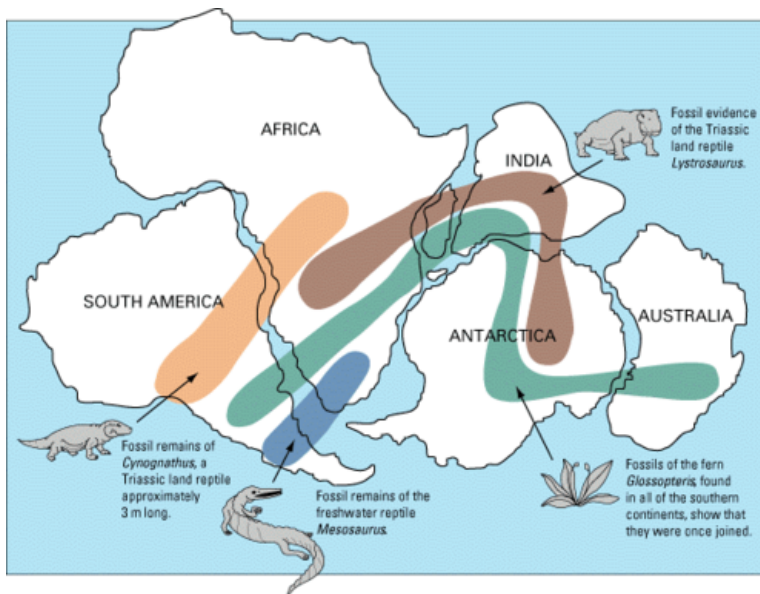 AFRICA
INDIA
Fossil evidence
of the Triassic
land reptile
Lystrosaurus.
SOUTH AMERICA
ANTARCTICA
AUSTRALIA
Fossil remains of
Cynognathus, a
Triassic land reptile
approximately
3 m long.
Fossil remains of the
freshwater reptile
Mesosaurus.
Fossils of the fern
Glossopteris, found
in all of the southern
continents, show that
they were once joined.